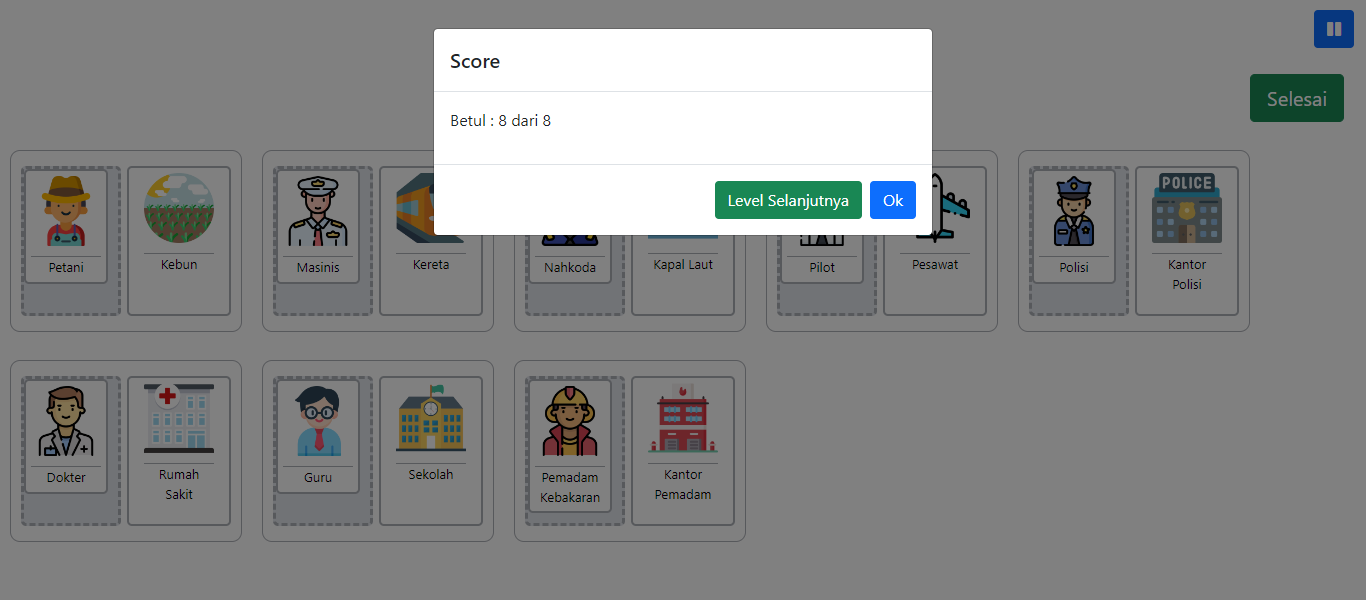 Score
Betul : 8 dari 8
Level Selanjutnya
Ok
Selesai
Petani
Kebun
Masinis
Kereta
Nahkoda
Kapal Laut
Pilot
Pesawat
Polisi
POLICE
Kantor
Polisi
Dokter
Rumah
Sakit
Guru
Sekolah
Pemadam
Kebakaran
Kantor
Pemadam